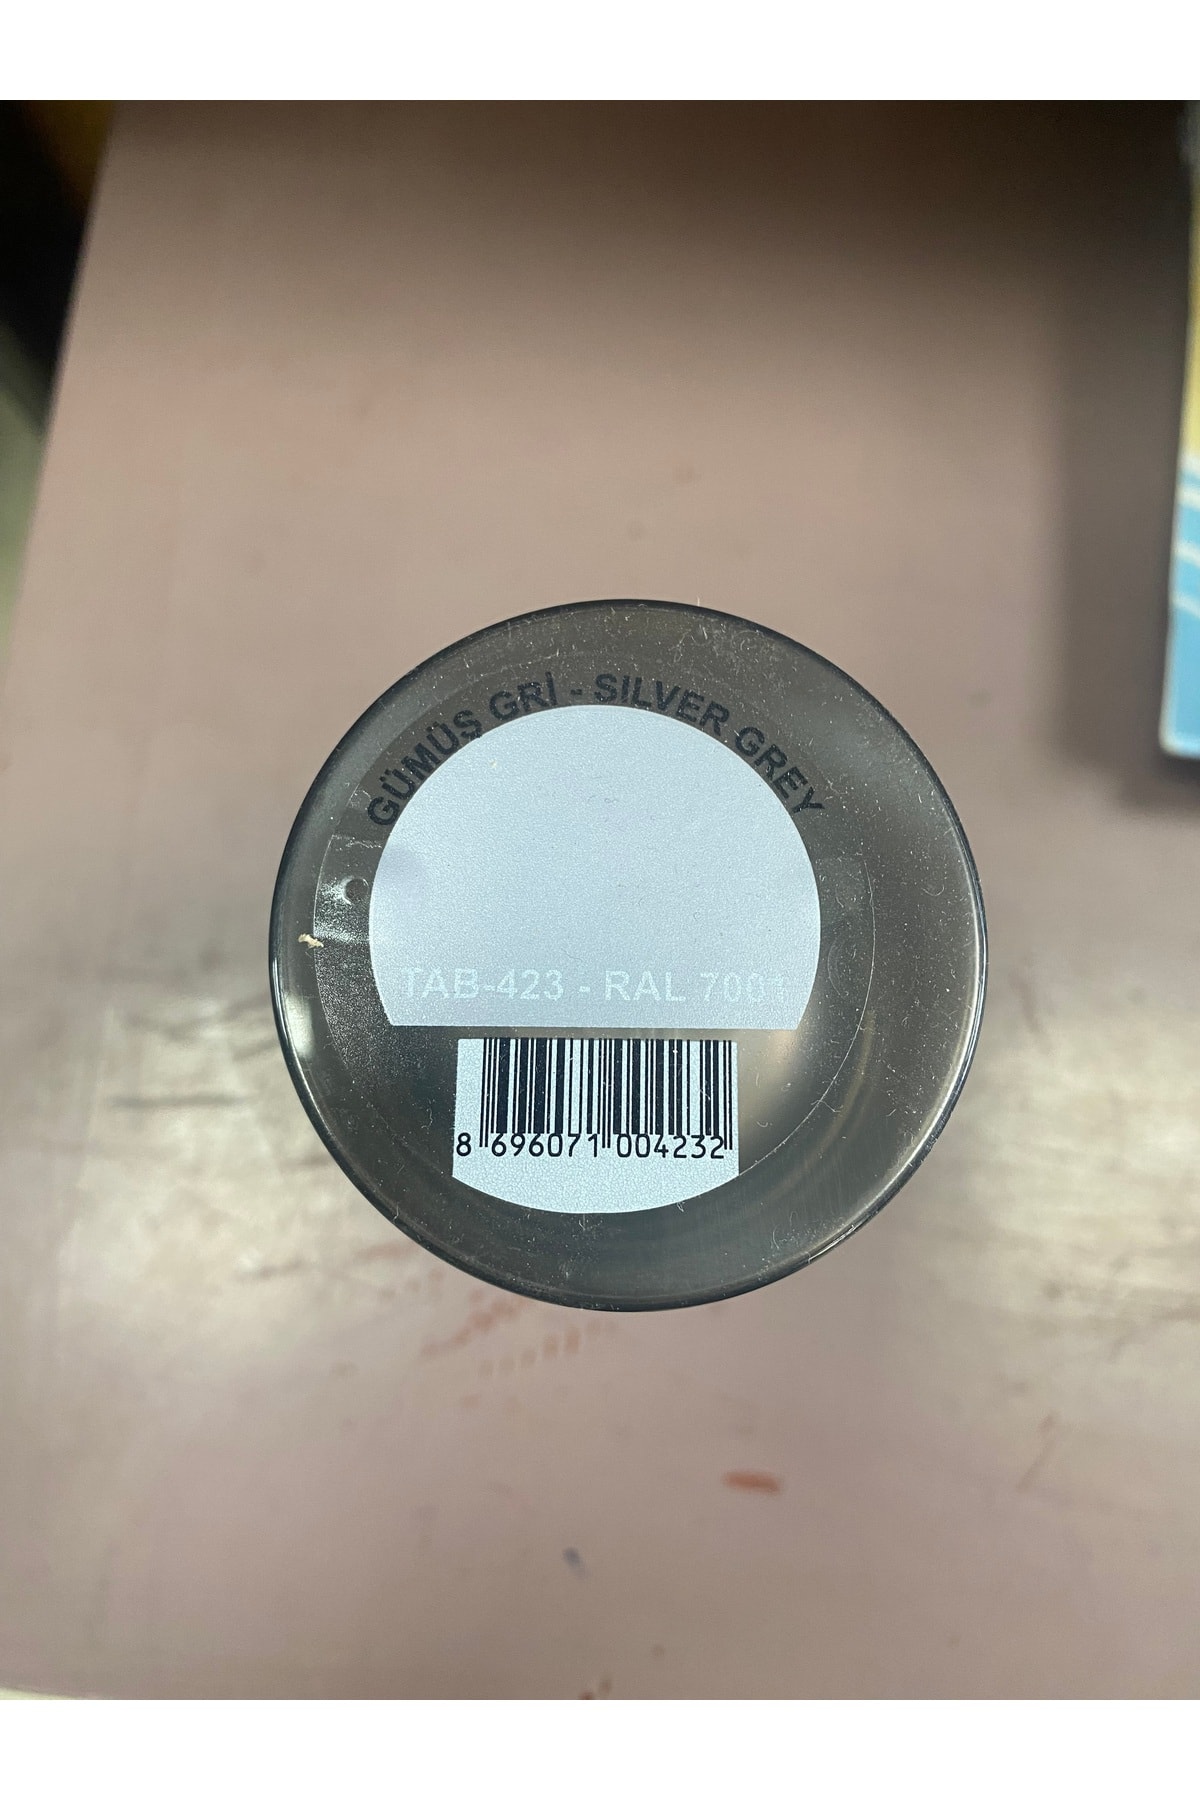 GÜMÜŞ GRİ - SILVER GREY
TAB-423 - RAL 7001
8 696071 004232